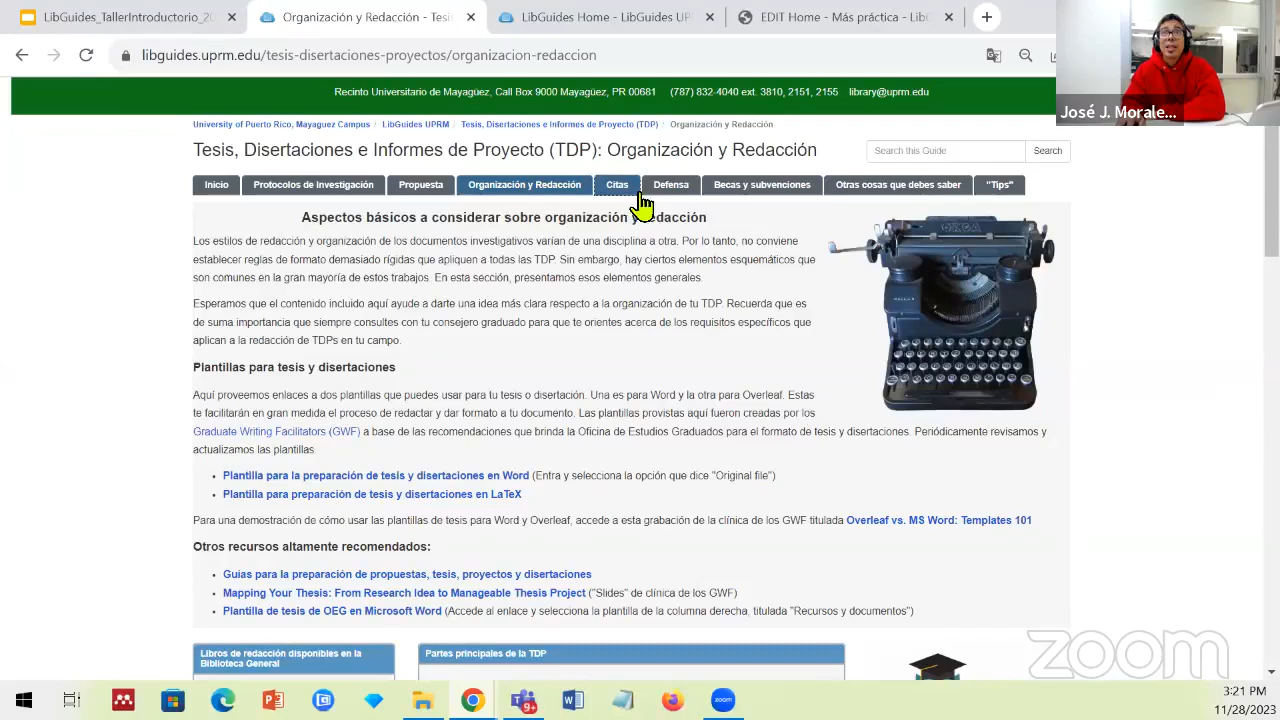 LibGuides_TallerIntroductorio_20
Organización y Redacción - Tesis
LibGuides Home - LibGuides UP
EDIT Home - Más práctica - LibG
libguides.uprm.edu/tesis-disertaciones-proyectos/organizacion-redaccion
José J. Morale...
Recinto Universitario de Mayagüez, Call Box 9000 Mayagüez, PR 00681 (787) 832-4040 ext. 3810, 2151, 2155 library@uprm.edu
University of Puerto Rico, Mayaguez Campus / LibGuides UPRM / Tesis, Disertaciones e Informes de Proyecto (TDP) : Organización y Redacción
Tesis, Disertaciones e Informes de Proyecto (TDP): Organización y Redacción
Search this Guide Search
Inicio Protocolos de Investigación Propuesta Organización y Redacción Citas Defensa Becas y subvenciones Otras cosas que debes saber "Tips"
Aspectos básicos a considerar sobre organización y redacción
Los estilos de redacción y organización de los documentos investigativos varían de una disciplina a otra. Por lo tanto, no conviene
establecer reglas de formato demasiado rígidas que apliquen a todas las TDP. Sin embargo, hay ciertos elementos esquemáticos que
son comunes en la gran mayoría de estos trabajos. En esta sección, presentamos esos elementos generales.
Esperamos que el contenido incluido aquí ayude a darte una idea más clara respecto a la organización de tu TDP. Recuerda que es
de suma importancia que siempre consultes con tu consejero graduado para que te orientes acerca de los requisitos específicos que
aplican a la redacción de TDPs en tu campo.
Plantillas para tesis y disertaciones
Aquí proveemos enlaces a dos plantillas que puedes usar para tu tesis o disertación. Una es para Word y la otra para Overleaf. Estas
te facilitarán en gran medida el proceso de redactar y dar formato a tu documento. Las plantillas provistas aquí fueron creadas por los
Graduate Writing Facilitators (GWF) a base de las recomendaciones que brinda la Oficina de Estudios Graduados para el formato de tesis y disertaciones. Periódicamente revisamos y
actualizamos las plantillas.
Plantilla para la preparación de tesis y disertaciones en Word (Entra y selecciona la opción que dice "Original file")
Plantilla para preparación de tesis y disertaciones en LaTeX
Para una demostración de cómo usar las plantillas de tesis para Word y Overleaf, accede a esta grabación de la clínica de los GWF titulada Overleaf vs. MS Word: Templates 101
Otros recursos altamente recomendados:
Guías para la preparación de propuestas, tesis, proyectos y disertaciones
Mapping Your Thesis: From Research Idea to Manageable Thesis Project ("Slides" de clínica de los GWF)
Plantilla de tesis de OEG en Microsoft Word (Accede al enlace y selecciona la plantilla de la columna derecha, titulada "Recursos y documentos")
Libros de redacción disponibles en la
Biblioteca General
Partes principales de la TDP
ORGA
zoom
zoom
3:21 PM
11/28/2023